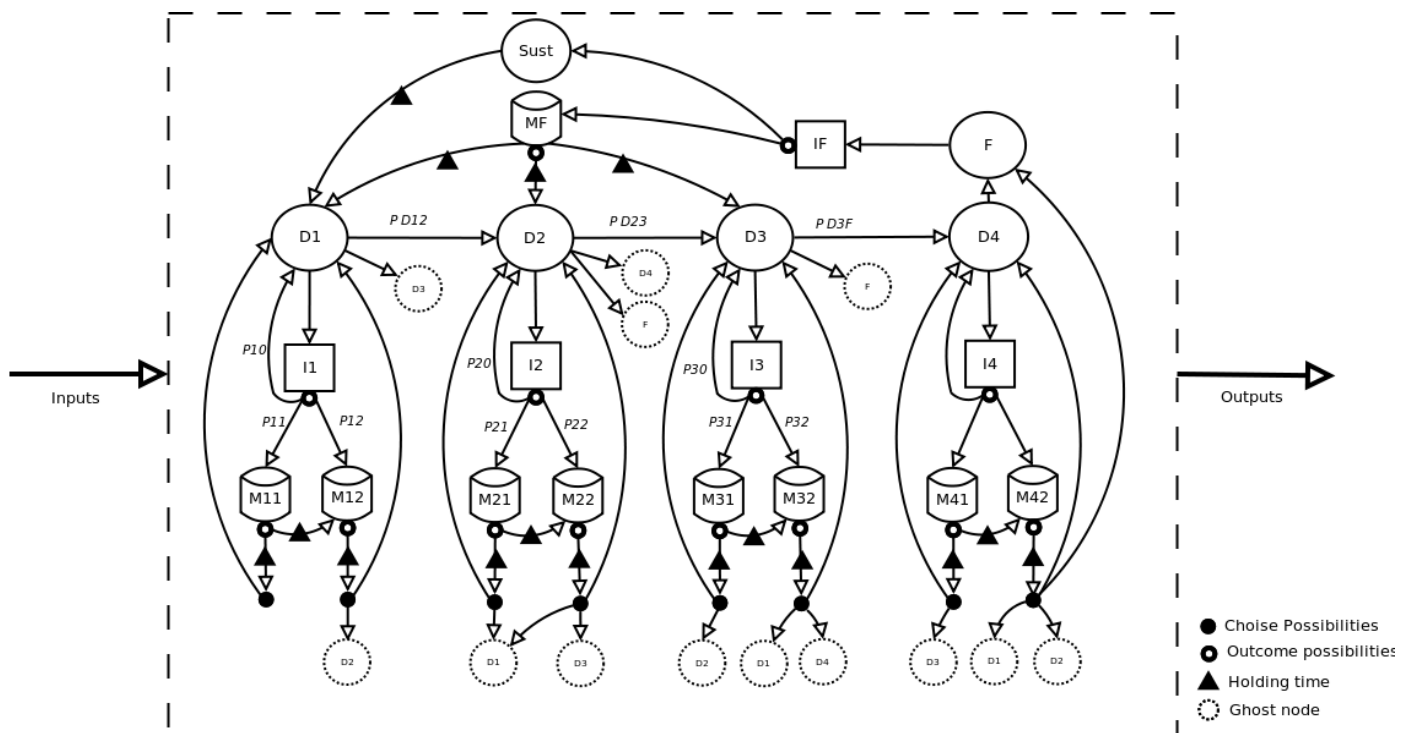 Sust
MF
IF
F
P D12
P D23
P D3F
D1
D2
D3
D4
D3
D4
F
F
P10
P20
P30
I1
I2
I3
I4
Inputs
Outputs
P11
P12
P21
P22
P31
P32
M11
M12
M21
M22
M31
M32
M41
M42
D2
D1
D3
D2
D1
D4
D3
D1
D2
Choise Possibilities
Outcome possibilities
Holding time
Ghost node